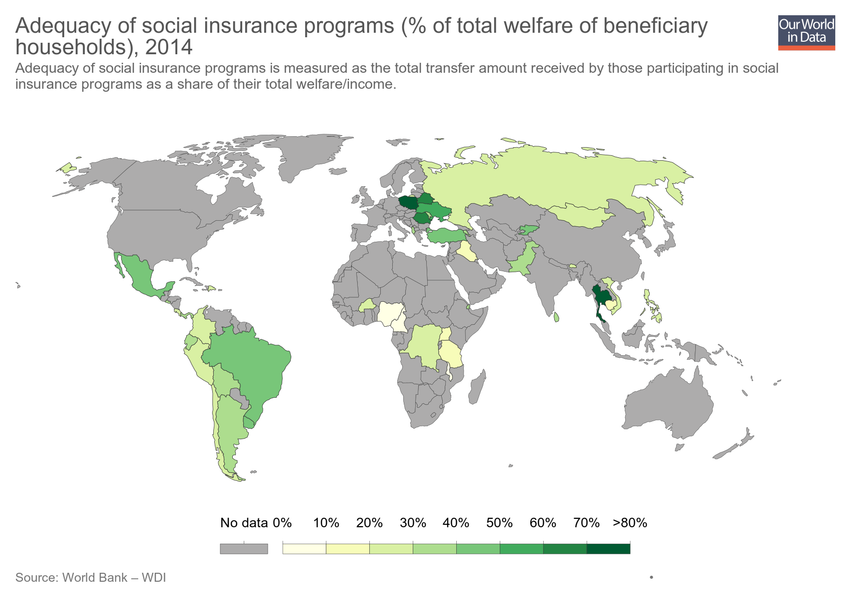 Adequacy of social insurance programs (% of total welfare of beneficiary
households), 2014
Our World
in Data
Adequacy of social insurance programs is measured as the total transfer amount received by those participating in social
insurance programs as a share of their total welfare/income.
No data 0% 10% 20% 30% 40% 50% 60% 70% >80%
Source: World Bank – WDI